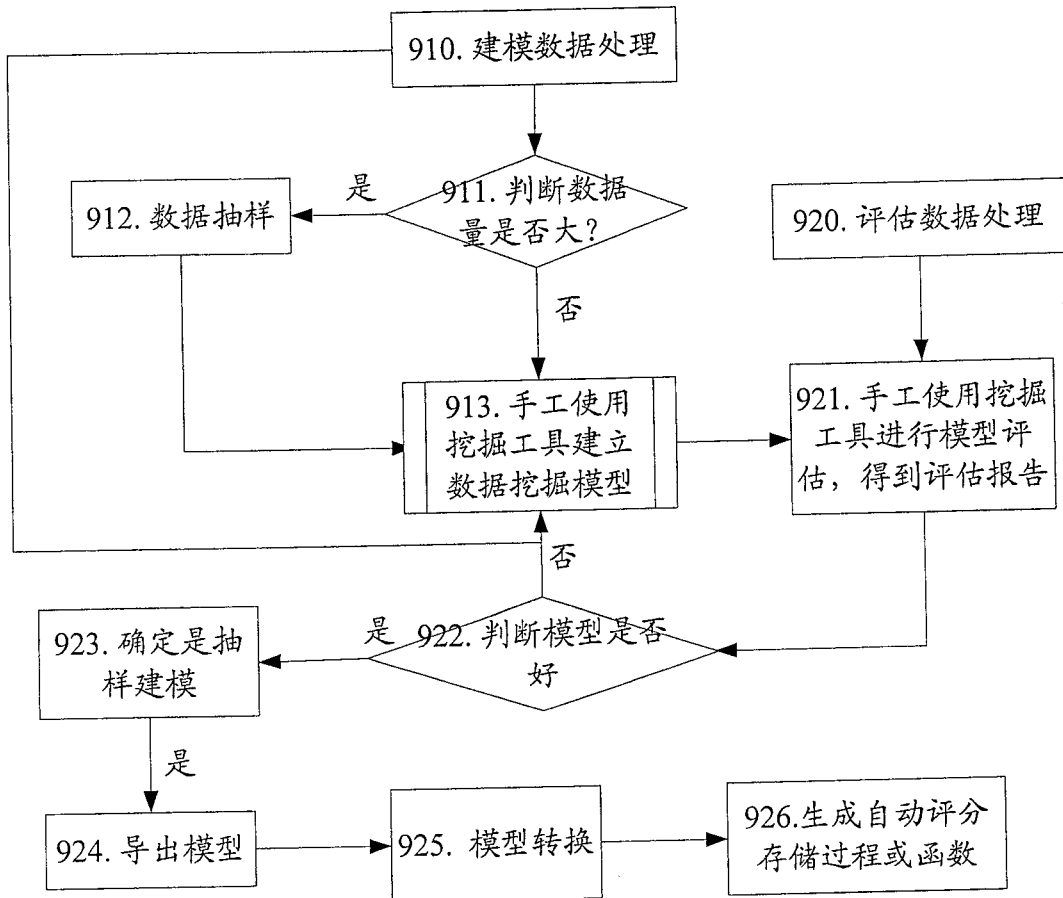 910. 建模数据处理
是
911. 判断数据
量是否大?
912. 数据抽样
920. 评估数据处理
否
913. 手工使用
挖掘工具建立
数据挖掘模型
921. 手工使用挖掘
工具进行模型评
估，得到评估报告
否
923. 确定是抽
样建模
是
922. 判断模型是否
好
是
924. 导出模型
925. 模型转换
926.生成自动评分
存储过程或函数